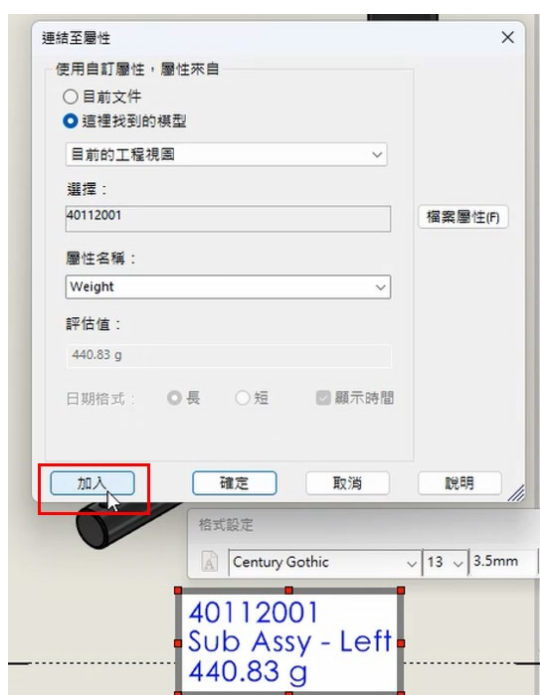 連結至屬性
使用自訂屬性，屬性來自
目前文件
這裡找到的模型
目前的工程視圖
選擇：
40112001
檔案屬性(F)
屬性名稱：
Weight
評估值：
440.83 g
日期格式：
長
短
顯示時間
加入
確定
取消
說明
格式設定
Century Gothic
13
3.5mm
40112001
Sub Assy - Left
440.83 g